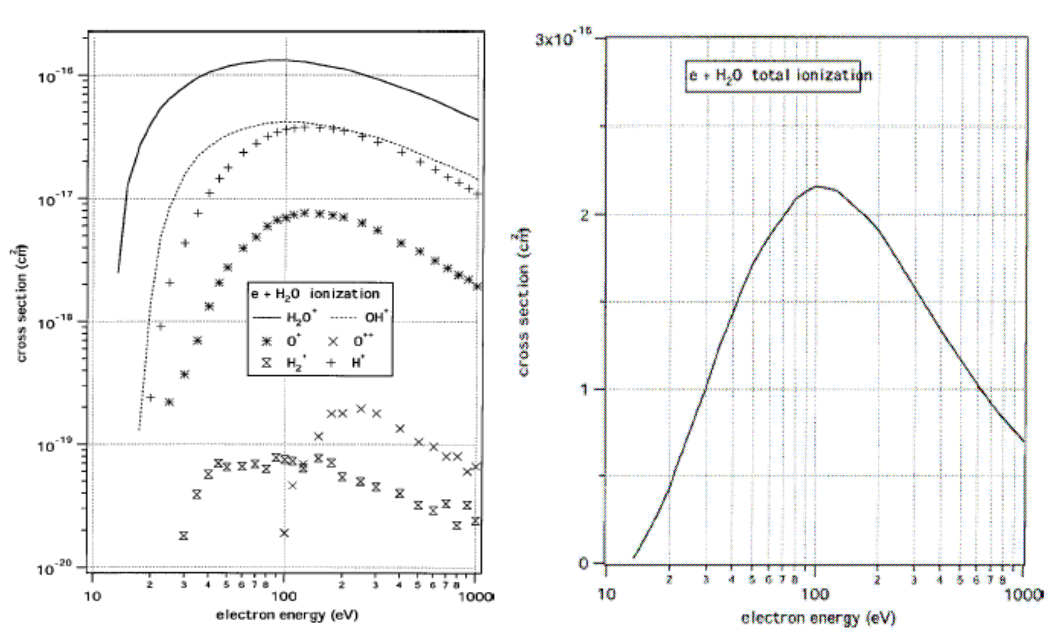 10⁻¹⁶
10⁻¹⁷
10⁻¹⁸
10⁻¹⁹
10⁻²⁰
cross section (cm²)
e + H₂O ionization
H₂O⁺ OH⁺
O⁺ O⁺⁺
H₂⁺ H⁺
10 2 3 4 5 6 7 8 100 2 3 4 5 6 7 8 1000
electron energy (eV)
3x10⁻¹⁶
2
1
0
cross section (cm²)
e + H₂O total ionization
10 2 3 4 5 6 7 8 100 2 3 4 5 6 7 8 1000
electron energy (eV)